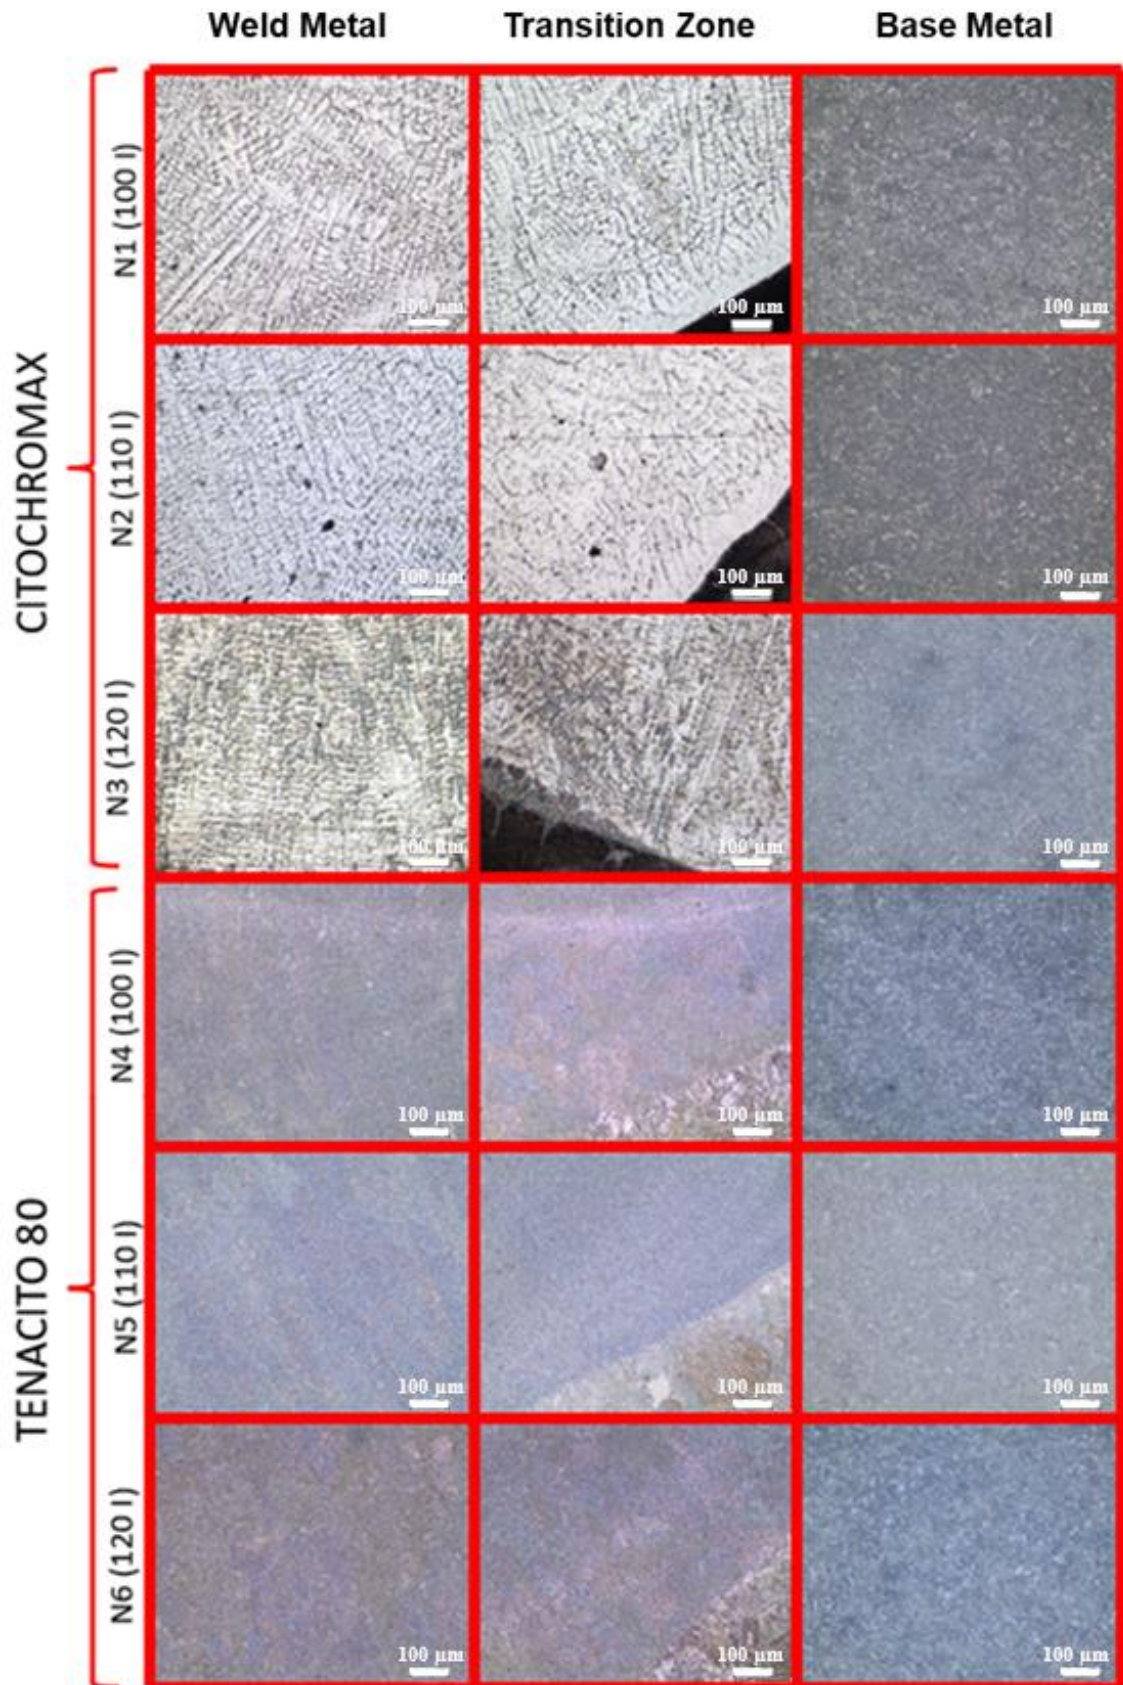 Weld Metal Transition Zone Base Metal
CITOCHROMAX
N1 (100 I)
100 µm 100 µm 100 µm
N2 (110 I)
100 µm 100 µm 100 µm
N3 (120 I)
100 µm 100 µm 100 µm
TENACITO 80
N4 (100 I)
100 µm 100 µm 100 µm
N5 (110 I)
100 µm 100 µm 100 µm
N6 (120 I)
100 µm 100 µm 100 µm